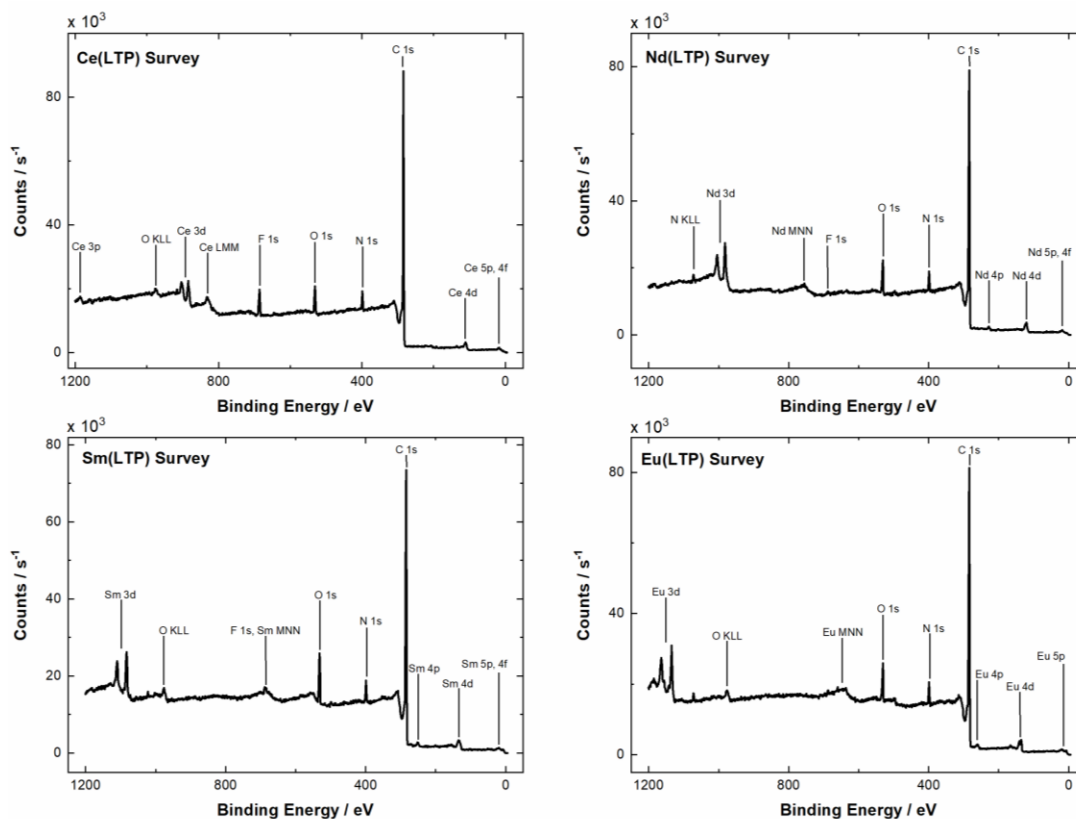 x 10³
Ce(LTP) Survey
C 1s
80
40
0
Counts / s⁻¹
Ce 3p
O KLL
Ce 3d
Ce LMM
F 1s
O 1s
N 1s
Ce 4d
Ce 5p, 4f
1200
800
400
0
Binding Energy / eV
x 10³
Nd(LTP) Survey
C 1s
80
40
0
Counts / s⁻¹
N KLL
Nd 3d
Nd MNN
F 1s
O 1s
N 1s
Nd 4p
Nd 4d
Nd 5p, 4f
1200
800
400
0
Binding Energy / eV
x 10³
Sm(LTP) Survey
C 1s
80
60
40
20
0
Counts / s⁻¹
Sm 3d
O KLL
F 1s, Sm MNN
O 1s
N 1s
Sm 4p
Sm 4d
Sm 5p, 4f
1200
800
400
0
Binding Energy / eV
x 10³
Eu(LTP) Survey
C 1s
80
40
0
Counts / s⁻¹
Eu 3d
O KLL
Eu MNN
O 1s
N 1s
Eu 4p
Eu 4d
Eu 5p
1200
800
400
0
Binding Energy / eV